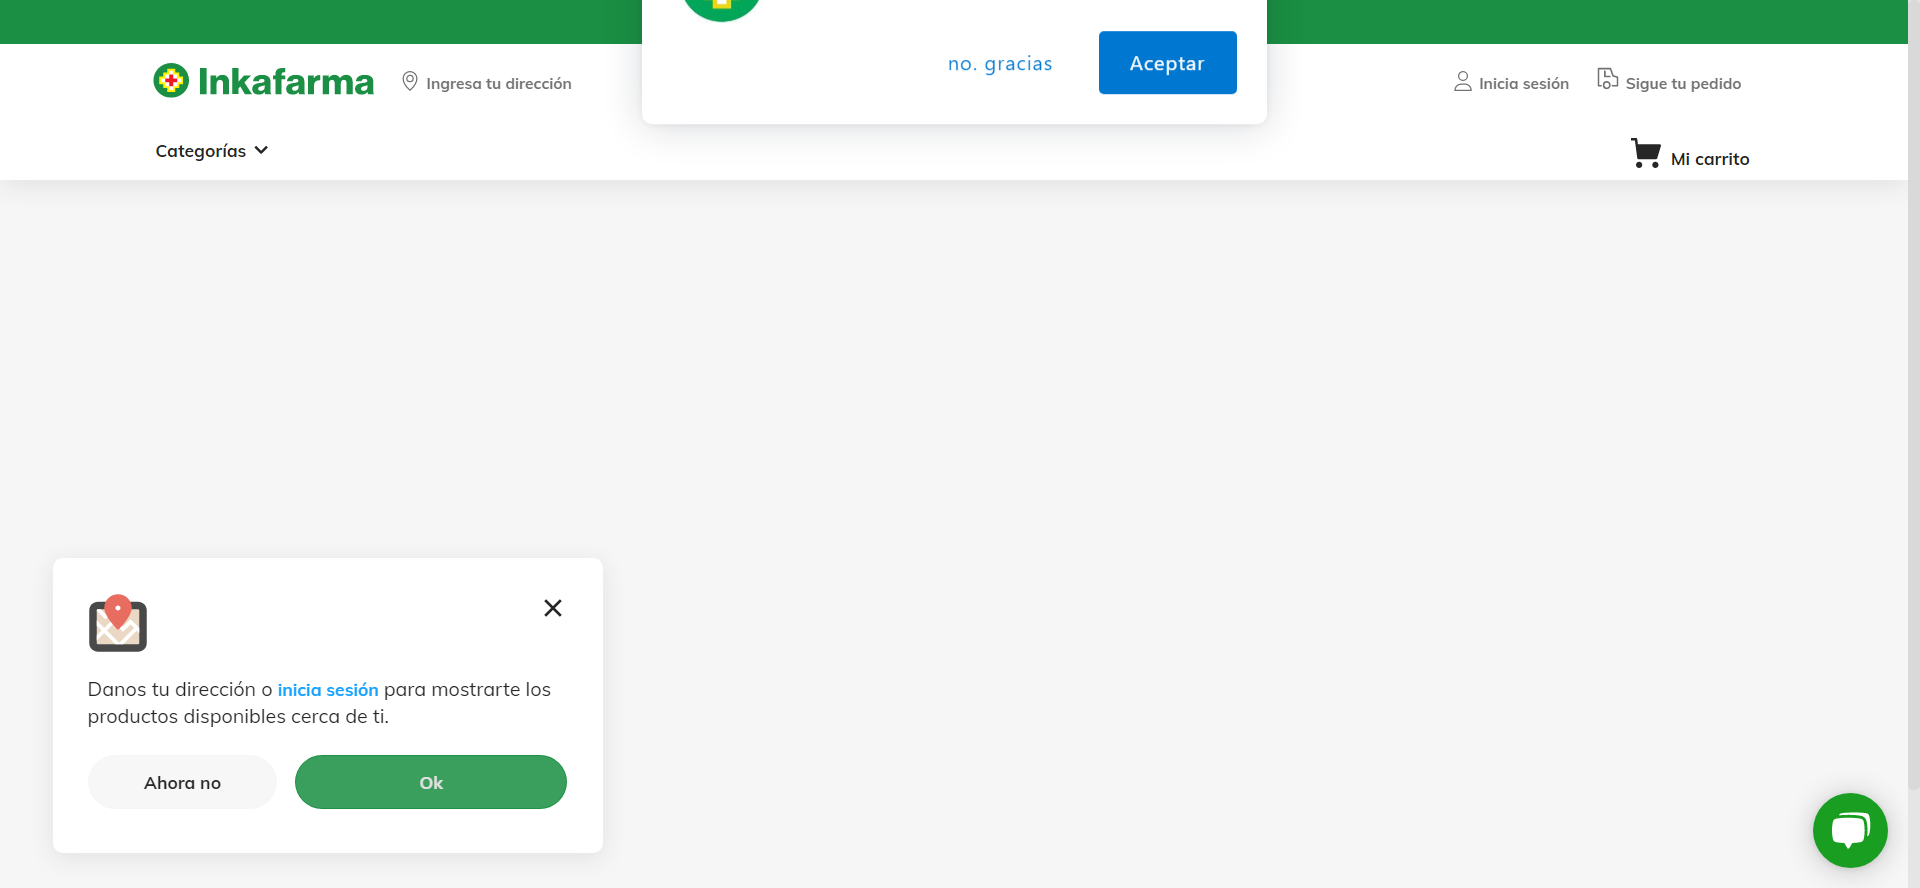 no. gracias
Aceptar
Inkafarma
Ingresa tu dirección
Inicia sesión
Sigue tu pedido
Categorías
Mi carrito
Danos tu dirección o inicia sesión para mostrarte los
productos disponibles cerca de ti.
Ahora no
Ok